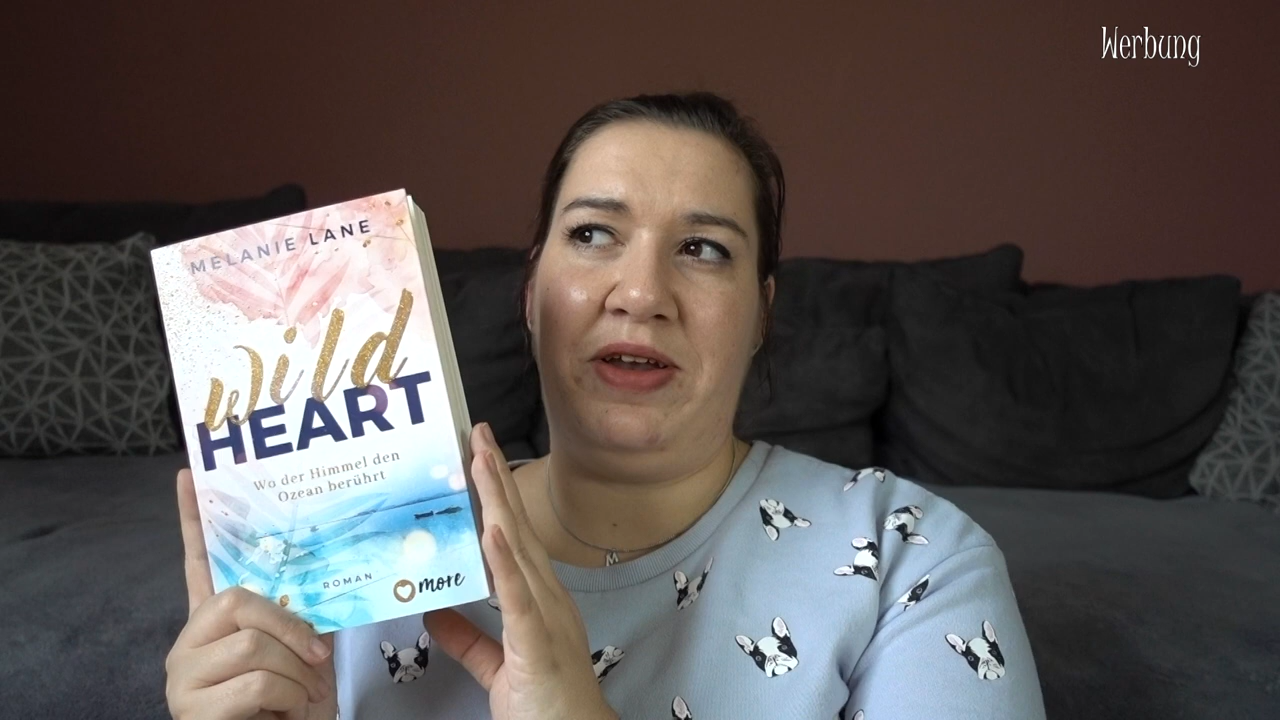 Werbung
MELANIE LANE
wild
HEART
Wo der Himmel den
Ozean berührt
ROMAN
more
M